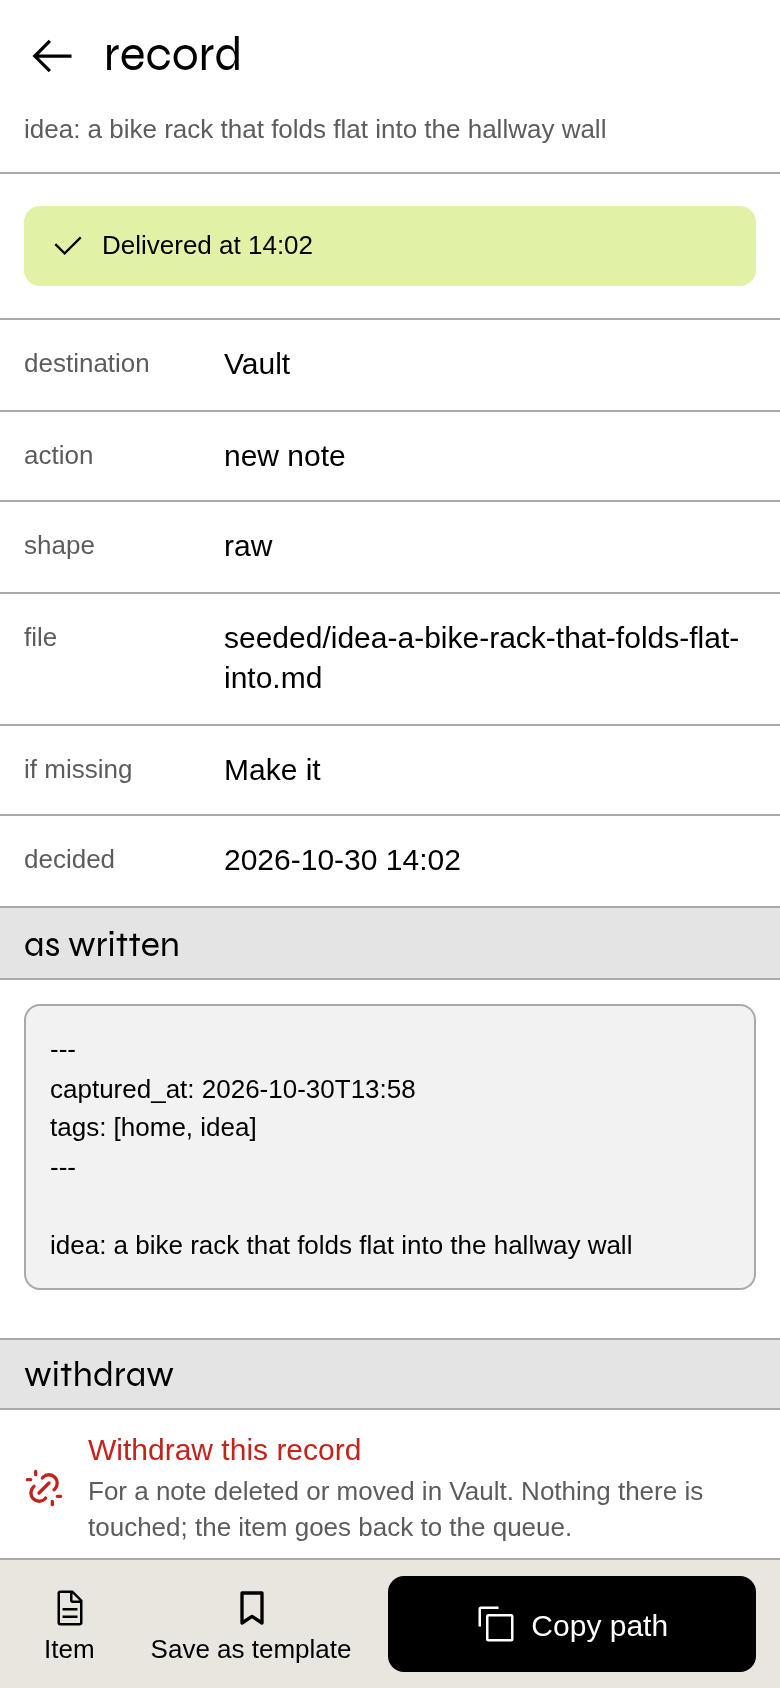 record
idea: a bike rack that folds flat into the hallway wall
Delivered at 14:02
destination Vault
action new note
shape raw
file seeded/idea-a-bike-rack-that-folds-flat-
into.md
if missing Make it
decided 2026-10-30 14:02
as written
---
captured_at: 2026-10-30T13:58
tags: [home, idea]
---
idea: a bike rack that folds flat into the hallway wall
withdraw
Withdraw this record
For a note deleted or moved in Vault. Nothing there is
touched; the item goes back to the queue.
Item Save as template Copy path